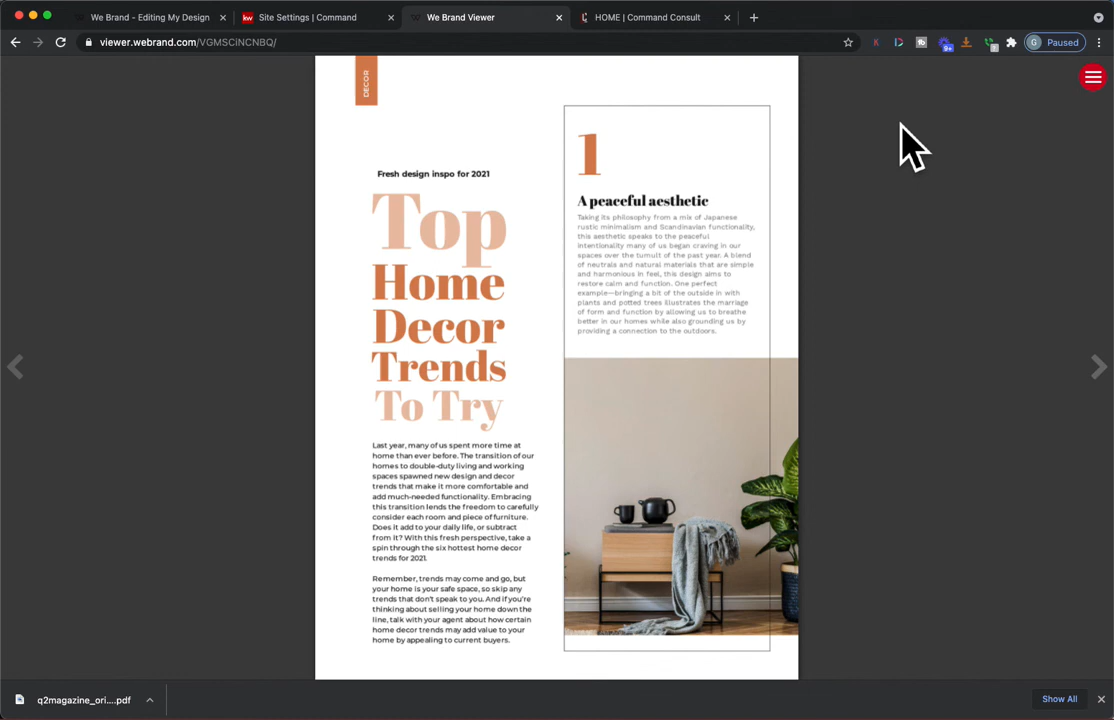 We Brand - Editing My Design
Site Settings | Command
We Brand Viewer
HOME | Command Consult
viewer.webrand.com/VGMSCiNCNBQ/
9+
7
G Paused
DECOR
Fresh design inspo for 2021
Top
Home
Decor
Trends
To Try
Last year, many of us spent more time at
home than ever before. The transition of our
homes to double-duty living and working
spaces spawned new design and decor
trends that make it more comfortable and
add much-needed functionality. Embracing
this transition lends the freedom to carefully
consider each room and piece of furniture.
Does it add to your daily life, or subtract
from it? With this fresh perspective, take a
spin through the six hottest home decor
trends for 2021.
Remember, trends may come and go, but
your home is your safe space, so skip any
trends that don't speak to you. And if you're
thinking about selling your home down the
line, talk with your agent about how certain
home decor trends may add value to your
home by appealing to current buyers.
1
A peaceful aesthetic
Taking its philosophy from a mix of Japanese
rustic minimalism and Scandinavian functionality,
this aesthetic speaks to the peaceful
intentionality many of us began craving in our
spaces over the tumult of the past year. A blend
of neutrals and natural materials that are simple
and harmonious in feel, this design aims to
restore calm and function. One perfect
example—bringing a bit of the outside in with
plants and potted trees illustrates the marriage
of form and function by allowing us to breathe
better in our homes while also grounding us by
providing a connection to the outdoors.
q2magazine_ori....pdf
Show All